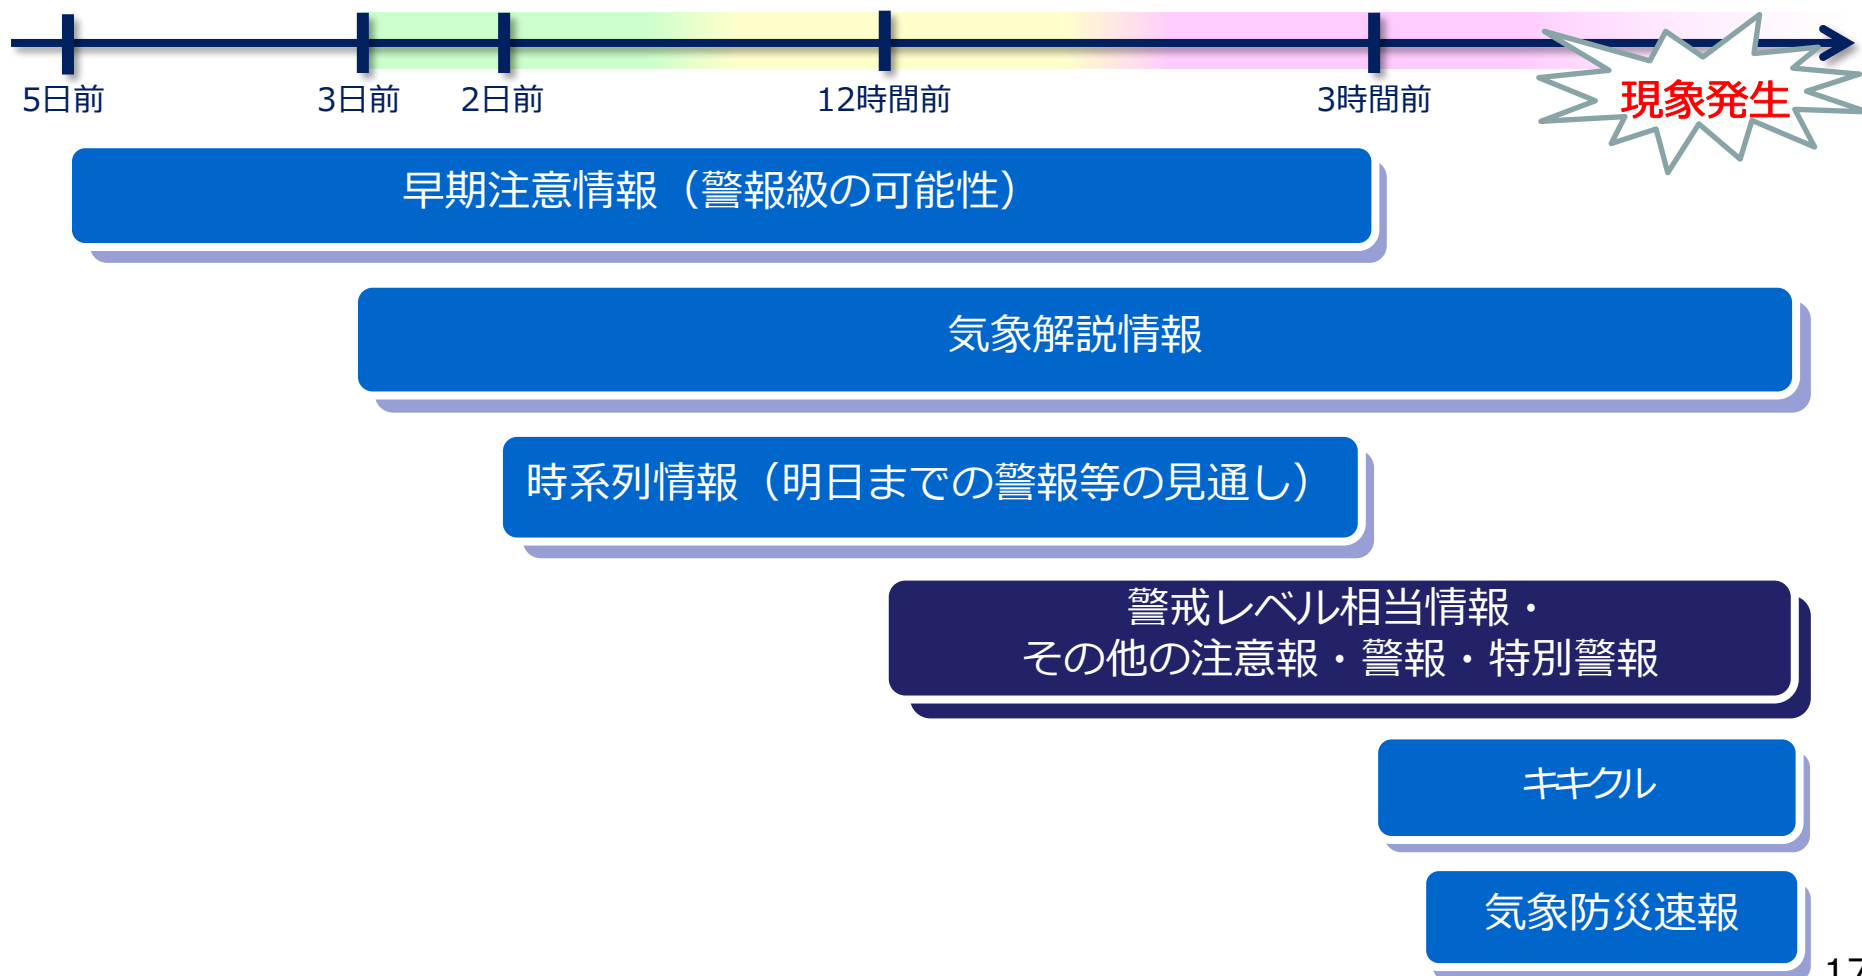 5日前
3日前
2日前
12時間前
3時間前
現象発生
早期注意情報（警報級の可能性）
気象解説情報
時系列情報（明日までの警報等の見通し）
警戒レベル相当情報・
その他の注意報・警報・特別警報
キキクル
気象防災速報
17